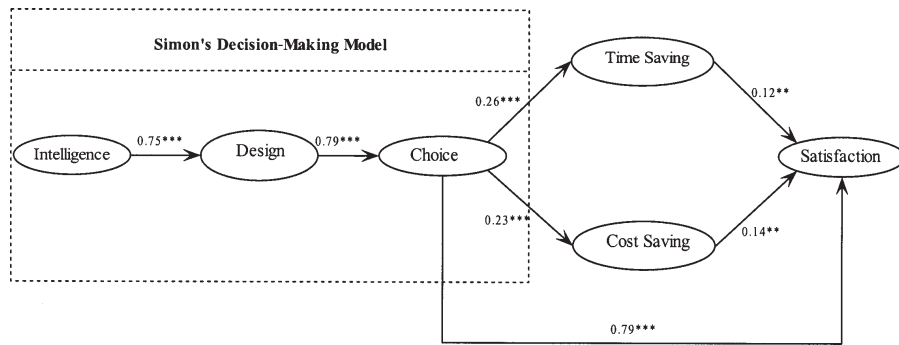 Simon's Decision-Making Model
Time Saving
0.26***
0.12**
Intelligence
0.75***
Design
0.79***
Choice
Satisfaction
0.23***
Cost Saving
0.14**
0.79***